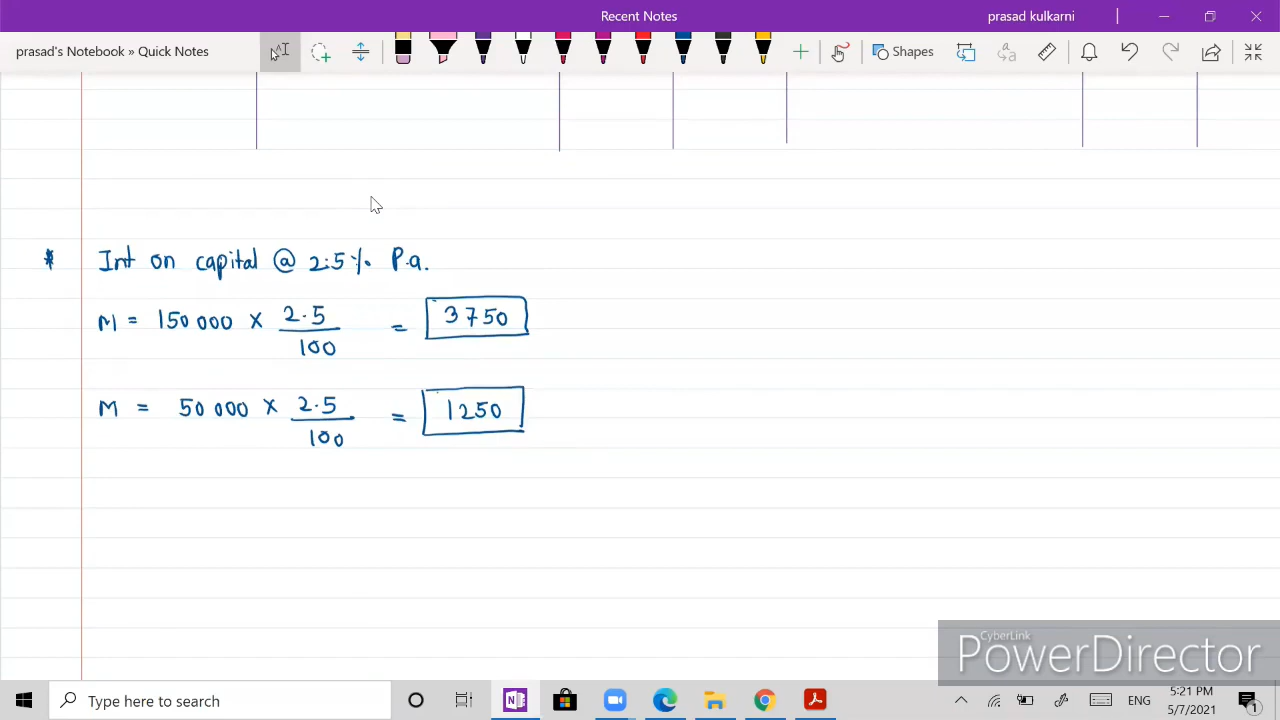 Recent Notes
prasad kulkarni
prasad's Notebook » Quick Notes
Shapes
* Int on capital @ 2.5% P.a.
M = 150 000 × 2.5 / 100 = 3750
M = 50 000 × 2.5 / 100 = 1250
CyberLink
PowerDirector
Type here to search
ENG
5:21 PM
5/7/2021
1